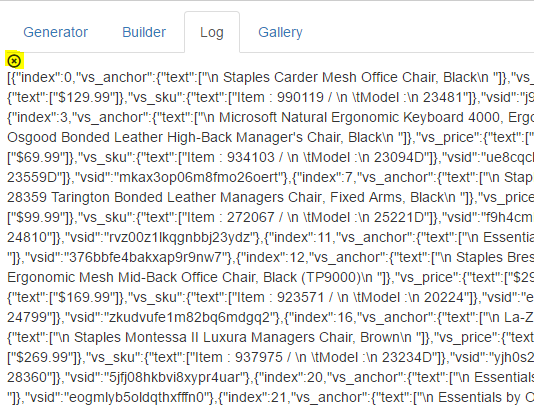 Generator Builder Log Gallery
[{"index":0,"vs_anchor":{"text":["\n Staples Carder Mesh Office Chair, Black\n "]},"vs_
{"text":["$129.99"]},"vs_sku":{"text":["Item : 990119 / \n \tModel :\n 23481"]},"vsid":"j9
{"index":3,"vs_anchor":{"text":["\n Microsoft Natural Ergonomic Keyboard 4000, Ergo
Osgood Bonded Leather High-Back Manager's Chair, Black\n "]},"vs_price":{"text":[
["$69.99"]},"vs_sku":{"text":["Item : 934103 / \n \tModel :\n 23094D"]},"vsid":"ue8cqcl
23559D"]},"vsid":"mkax3op06m8fmo26oert"},{"index":7,"vs_anchor":{"text":["\n Stap
28359 Tarington Bonded Leather Managers Chair, Fixed Arms, Black\n "]},"vs_price
["$99.99"]},"vs_sku":{"text":["Item : 272067 / \n \tModel :\n 25221D"]},"vsid":"f9h4cm
24810"]},"vsid":"rvz00z1lkqgnbbj23ydz"},{"index":11,"vs_anchor":{"text":["\n Essentia
"]},"vsid":"376bbfe4bakxap9r9nw7"},{"index":12,"vs_anchor":{"text":["\n Staples Bres
Ergonomic Mesh Mid-Back Office Chair, Black (TP9000)\n "]},"vs_price":{"text":["$29
{"text":["$169.99"]},"vs_sku":{"text":["Item : 923571 / \n \tModel :\n 20224"]},"vsid":"e
24799"]},"vsid":"zkudvufe1m82bq6mdgq2"},{"index":16,"vs_anchor":{"text":["\n La-Z
{"text":["\n Staples Montessa II Luxura Managers Chair, Brown\n "]},"vs_price":{"text":
["$269.99"]},"vs_sku":{"text":["Item : 937975 / \n \tModel :\n 23234D"]},"vsid":"yjh0s2
28360"]},"vsid":"5jfj08hkbvi8xypr4uar"},{"index":20,"vs_anchor":{"text":["\n Essentials
"]},"vsid":"eogmlyb5oldqthxfffn0"},{"index":21,"vs_anchor":{"text":["\n Essentials by O